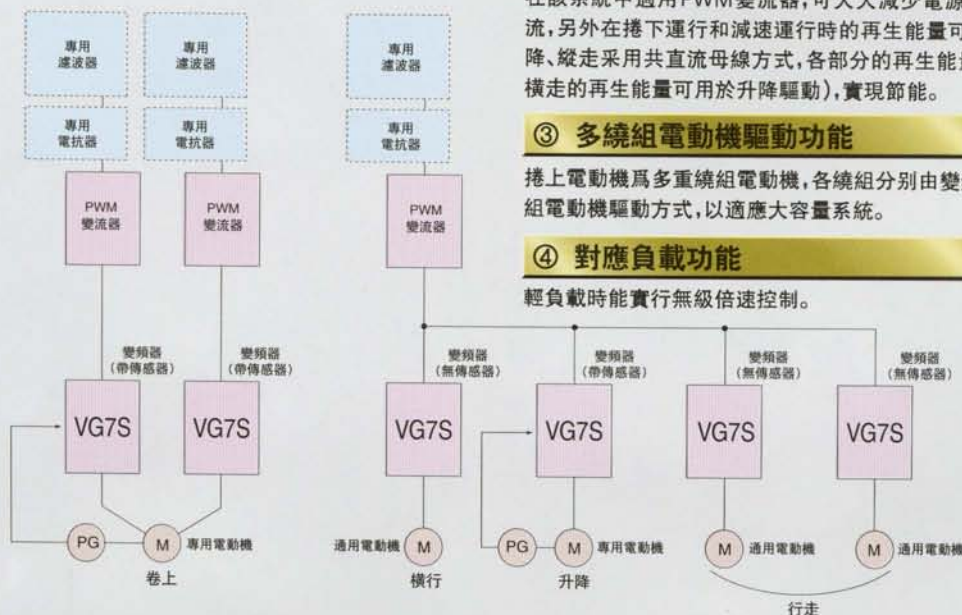 在該系統中適用PWM變流器,可大大減少電源
流,另外在捲下運行和減速運行時的再生能量可
降、縱走采用共直流母線方式,各部分的再生能量
橫走的再生能量可用於升降驅動),實現節能。
③ 多繞組電動機驅動功能
捲上電動機爲多重繞組電動機,各繞組分别由變
組電動機驅動方式,以適應大容量系統。
④ 對應負載功能
輕負載時能實行無級倍速控制。
專用
濾波器
專用
濾波器
專用
濾波器
專用
電抗器
專用
電抗器
專用
電抗器
PWM
變流器
PWM
變流器
PWM
變流器
變頻器
(帶傳感器)
變頻器
(帶傳感器)
變頻器
(無傳感器)
變頻器
(帶傳感器)
變頻器
(無傳感器)
變頻器
(無傳感器)
VG7S
VG7S
VG7S
VG7S
VG7S
VG7S
PG
M
專用電動機
通用電動機
M
PG
M
專用電動機
M
通用電動機
M
通用電動機
卷上
橫行
升降
行走